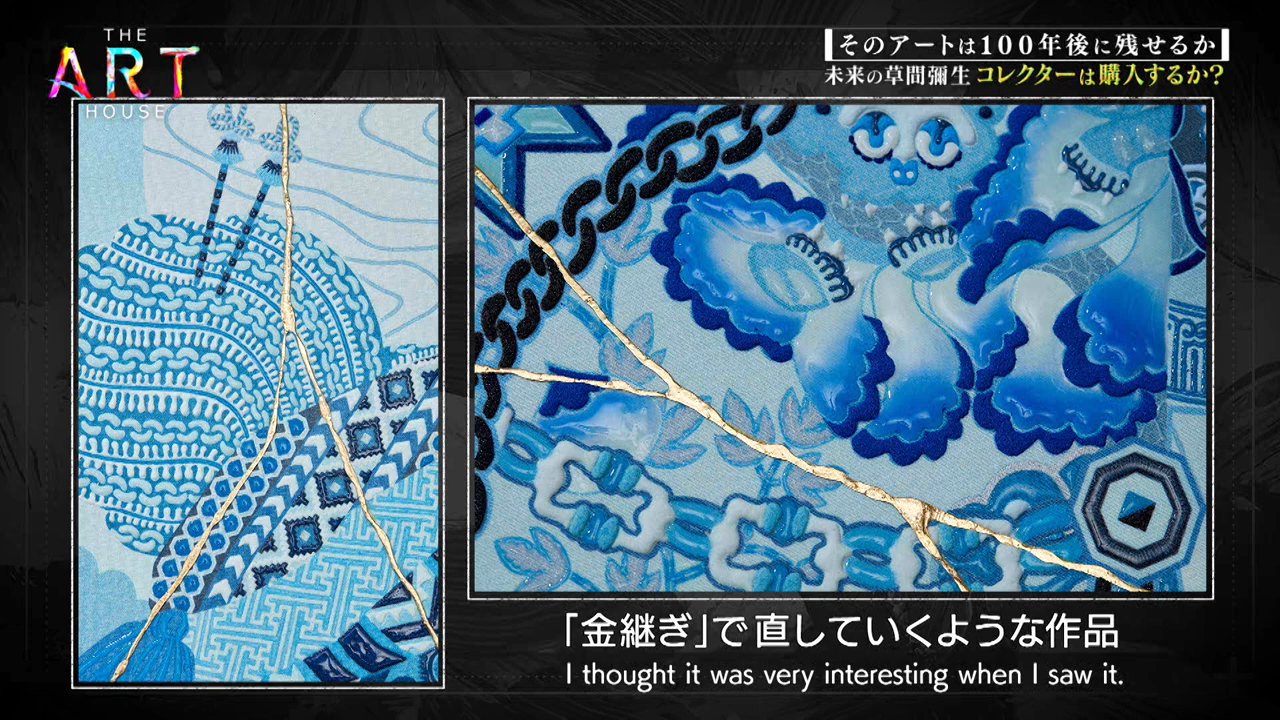 THE
ART
HOUSE
そのアートは100年後に残せるか
未来の草間彌生 コレクターは購入するか?
「金継ぎ」で直していくような作品
I thought it was very interesting when I saw it.